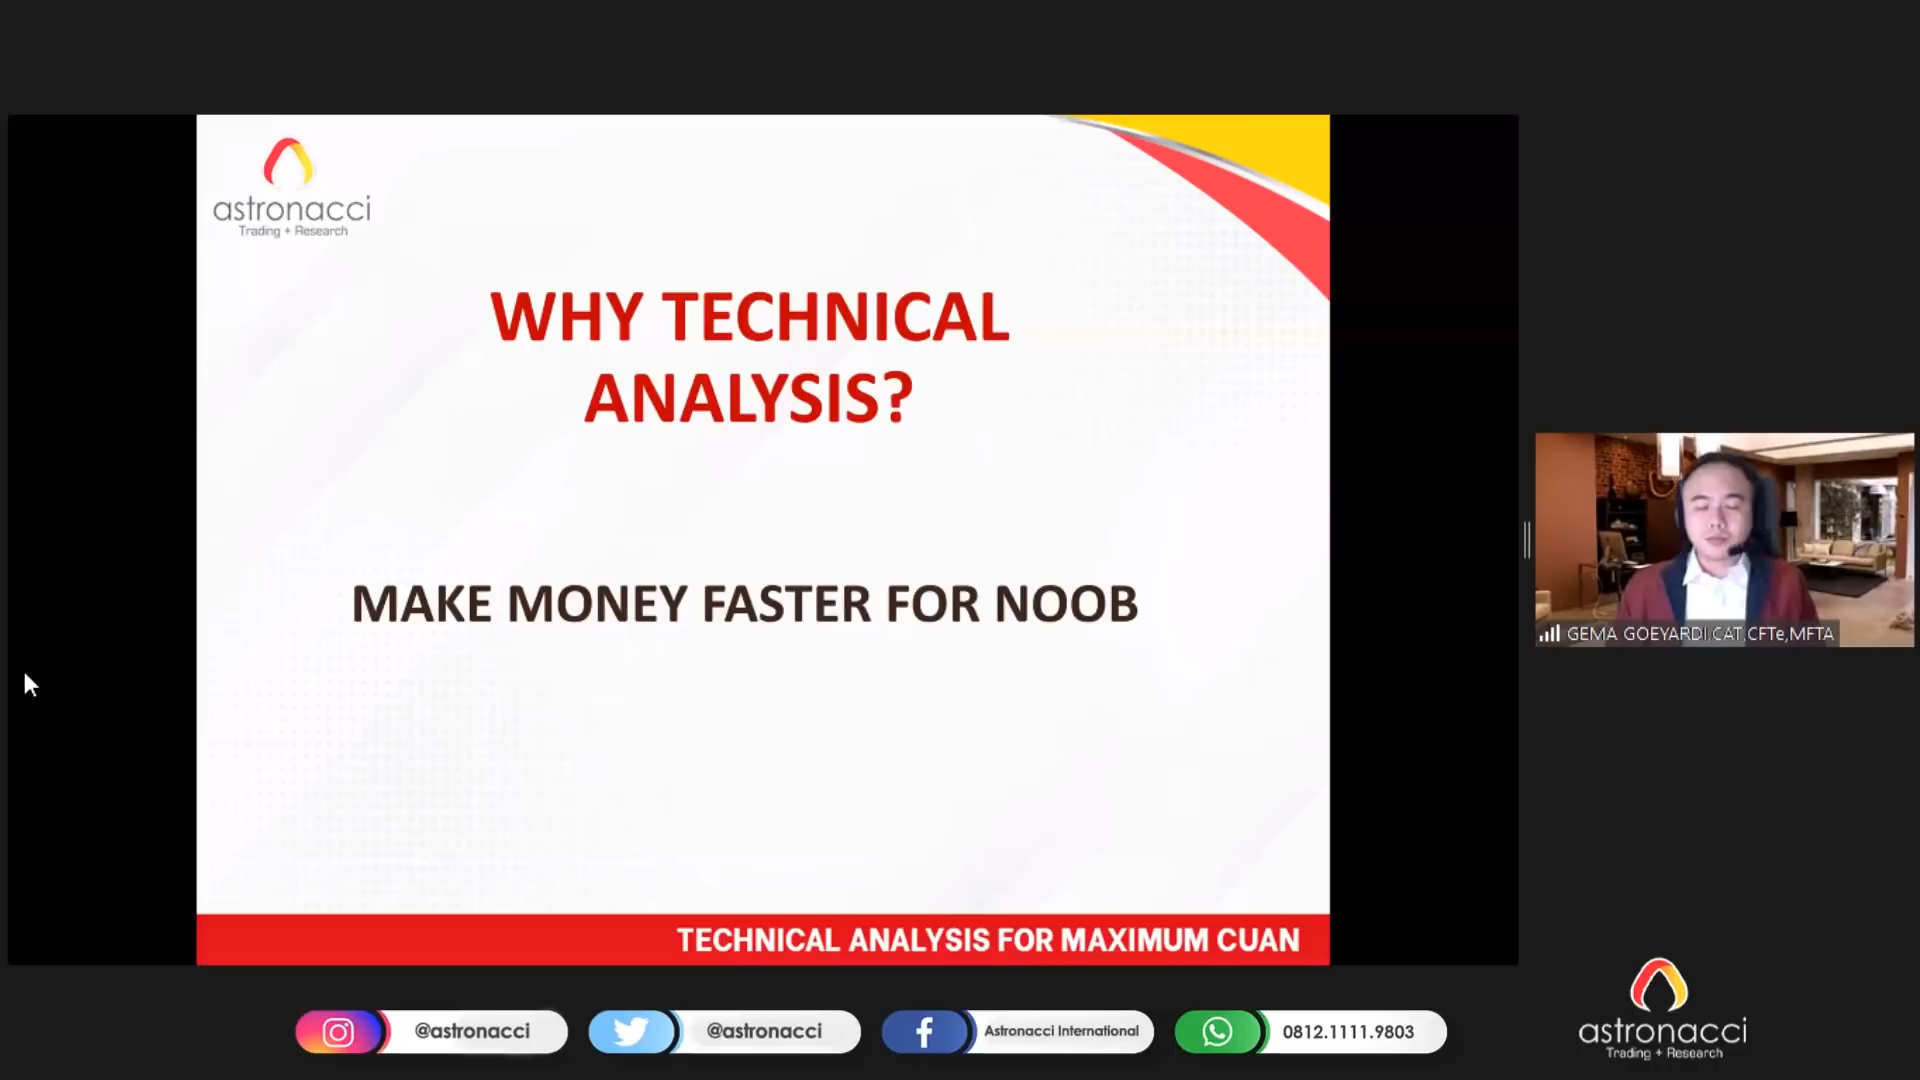 astronacci
Trading + Research
WHY TECHNICAL
ANALYSIS?
MAKE MONEY FASTER FOR NOOB
TECHNICAL ANALYSIS FOR MAXIMUM CUAN
GEMA GOEYARDI,CAT,CFTe,MFTA
@astronacci
@astronacci
Astronacci International
0812.1111.9803
astronacci
Trading + Research